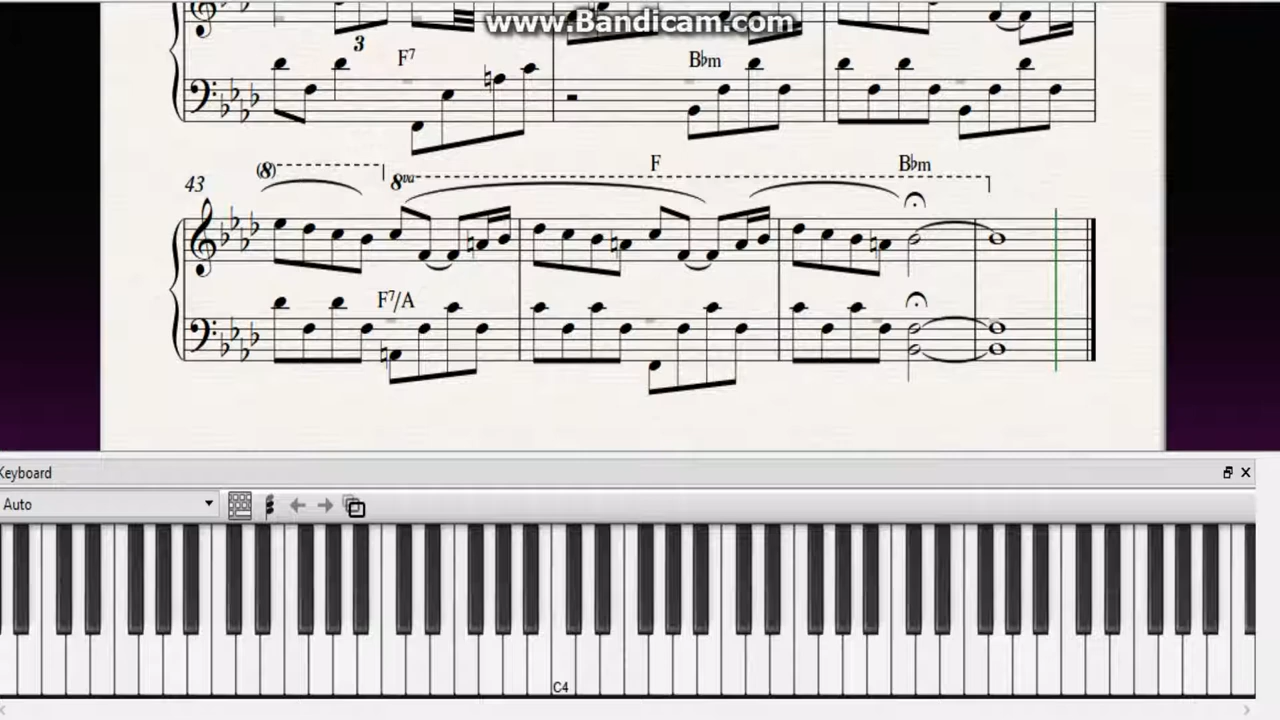 www.Bandicam.com
3
F7
B♭m
43
(8)
8va
F
B♭m
F7/A
Keyboard
Auto
C4